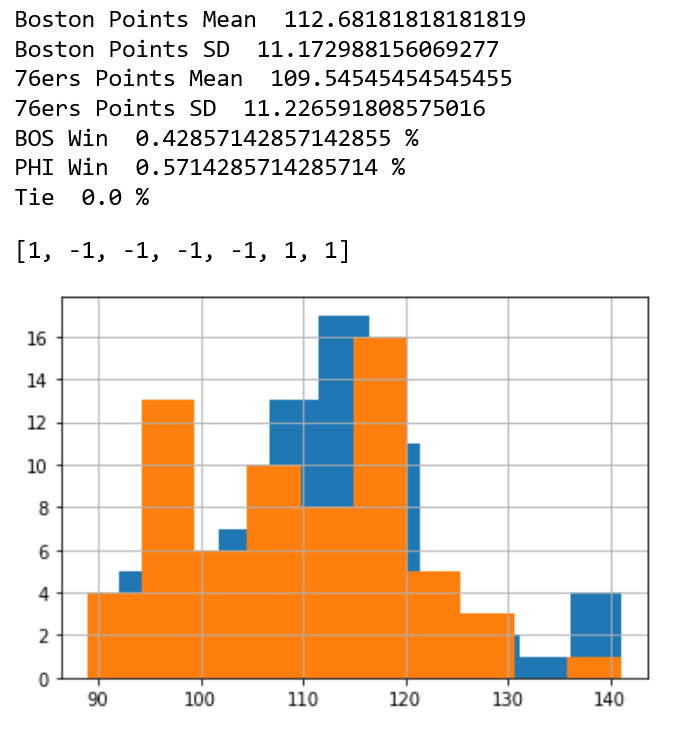 Boston Points Mean  112.68181818181819
Boston Points SD  11.172988156069277
76ers Points Mean  109.54545454545455
76ers Points SD  11.226591808575016
BOS Win  0.42857142857142855 %
PHI Win  0.5714285714285714 %
Tie  0.0 %
[1, -1, -1, -1, -1, 1, 1]
16
14
12
10
8
6
4
2
0
90 100 110 120 130 140